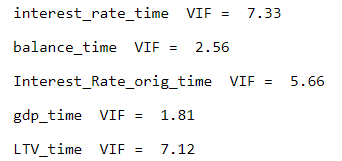 interest_rate_time VIF = 7.33
balance_time VIF = 2.56
Interest_Rate_orig_time VIF = 5.66
gdp_time VIF = 1.81
LTV_time VIF = 7.12